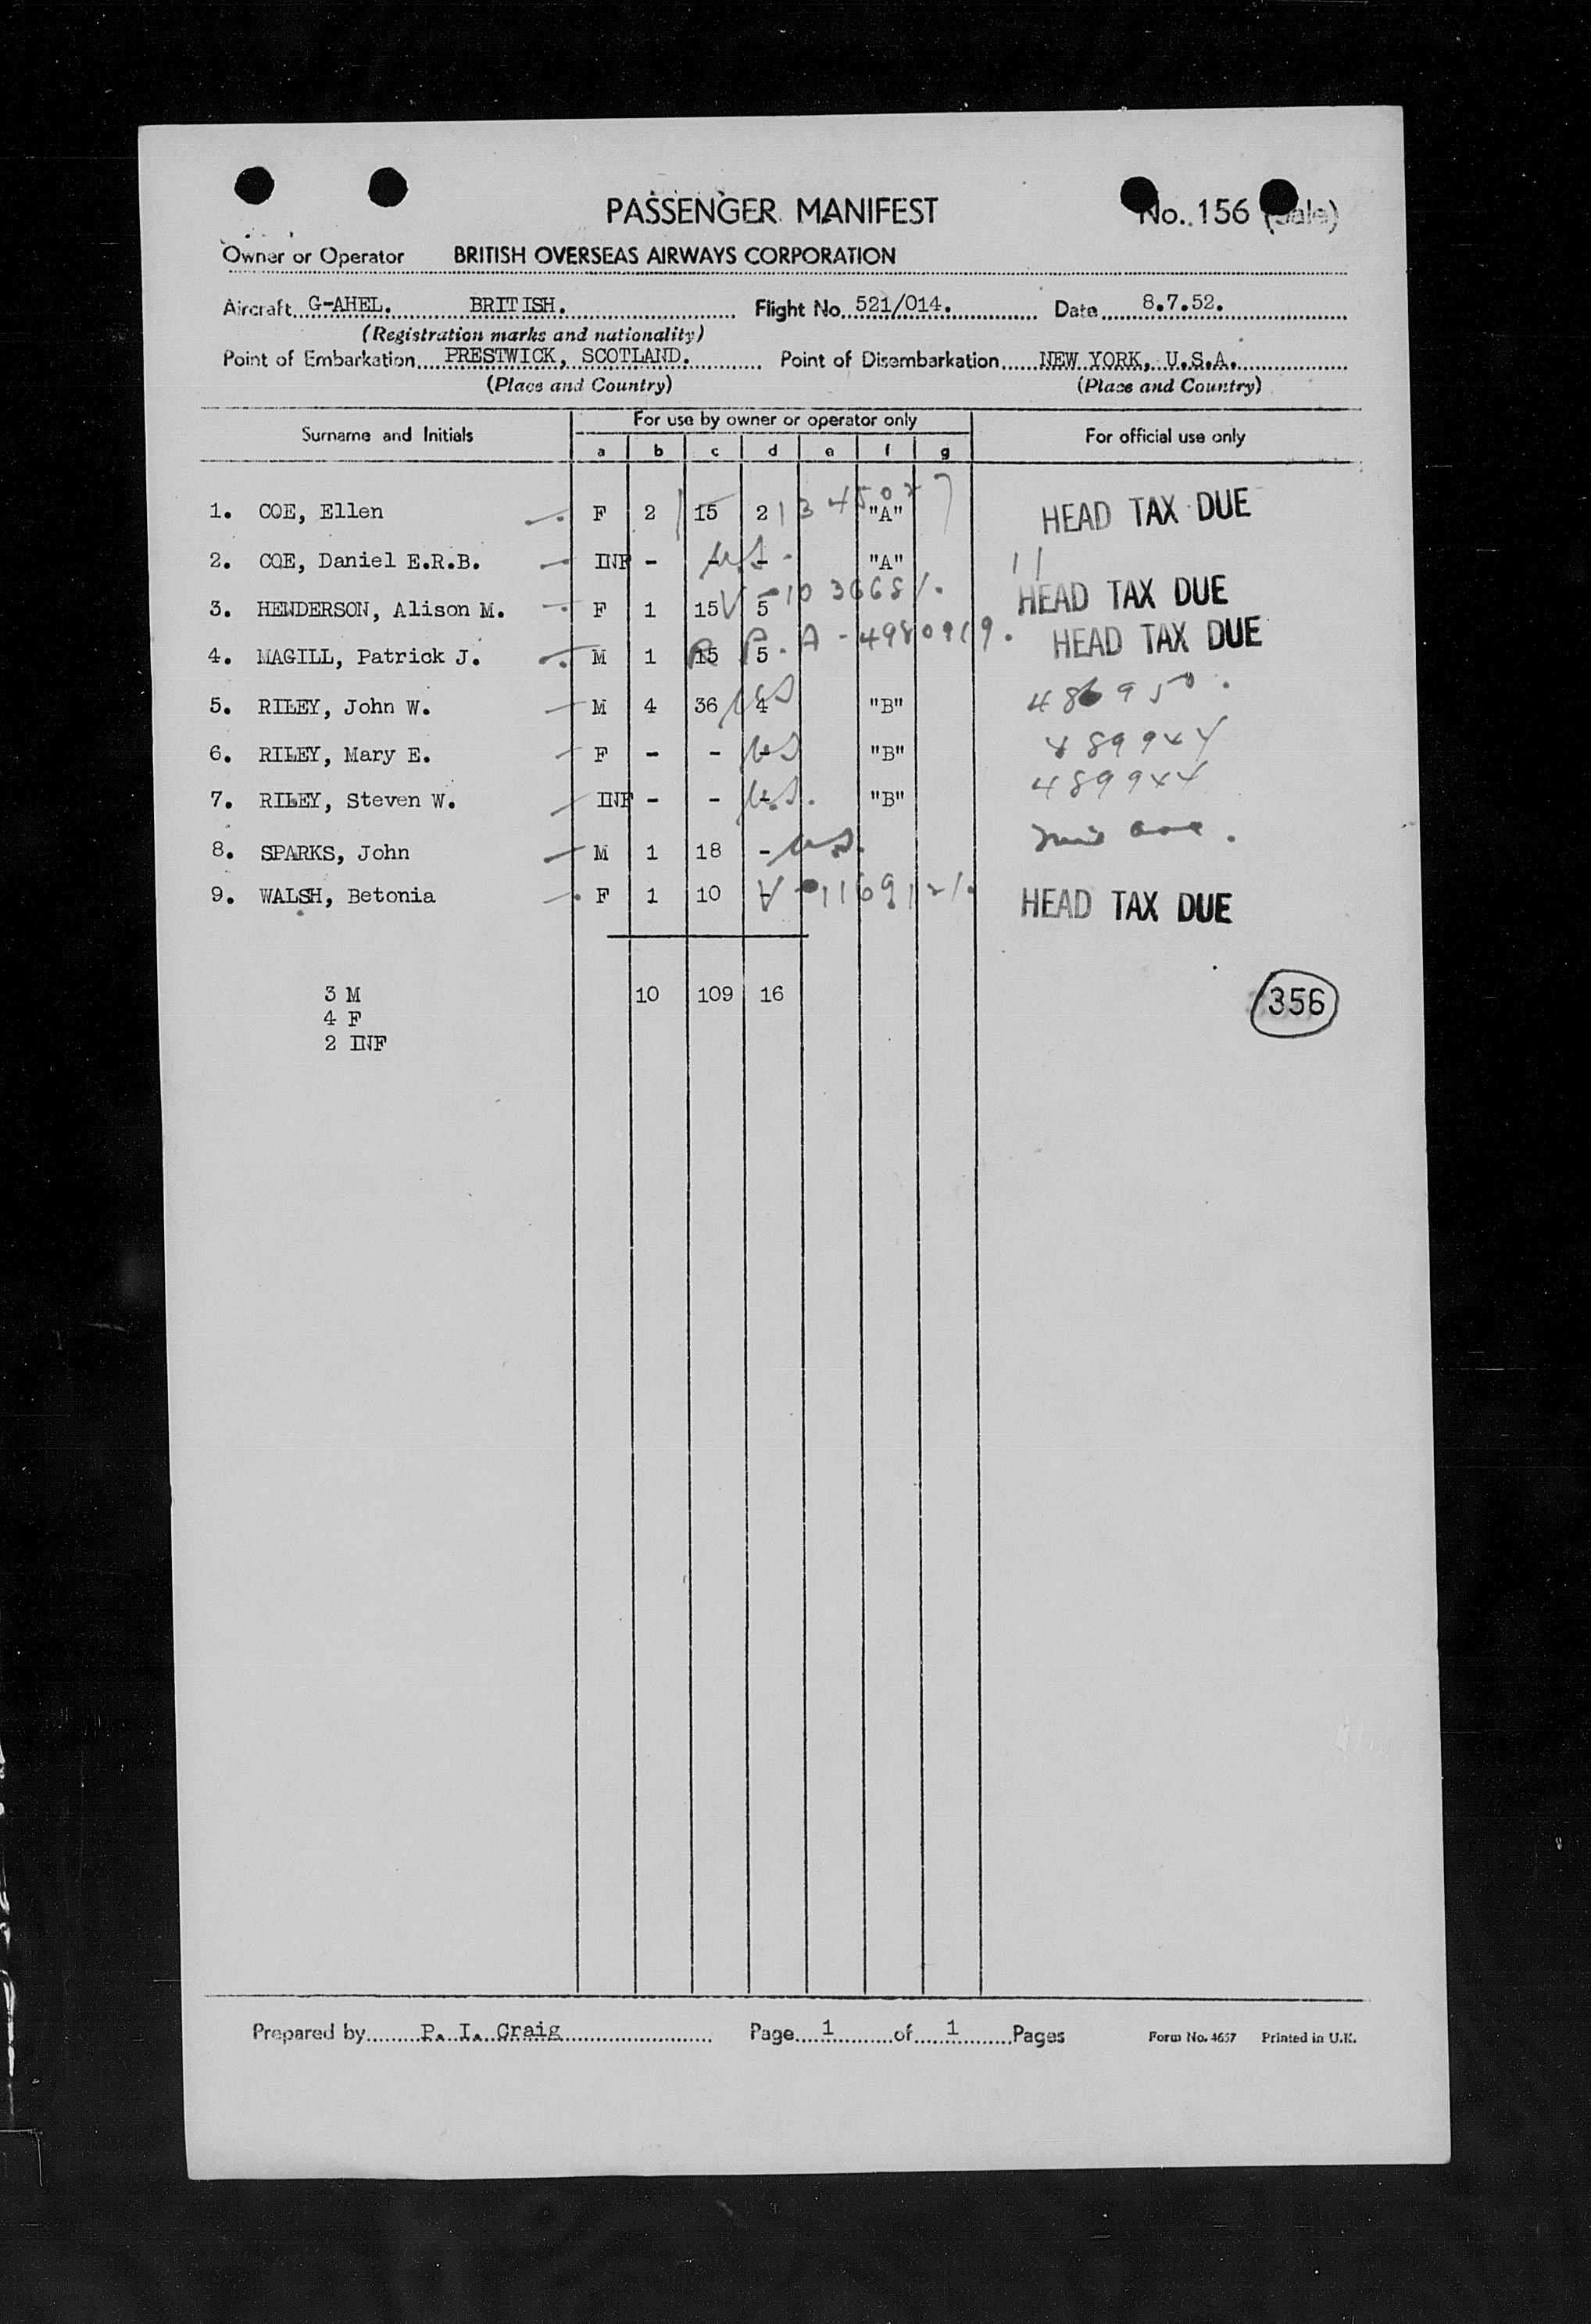 PASSENGER MANIFEST
No. 156
Owner or Operator BRITISH OVERSEAS AIRWAYS CORPORATION
Aircraft G-AHEL. BRITISH. Flight No. 521/014. Date 8.7.52.
(Registration marks and nationality)
Point of Embarkation PRESTWICK, SCOTLAND. Point of Disembarkation NEW YORK, U.S.A.
(Place and Country) (Place and Country)
For use by owner or operator only
Surname and Initials For official use only
a b c d e f g
1. COE, Ellen F 2 15 2 "A" HEAD TAX DUE
2. COE, Daniel E.R.B. INF - - - "A" 11
3. HENDERSON, Alison M. F 1 15 5 HEAD TAX DUE
4. MAGILL, Patrick J. M 1 15 5 HEAD TAX DUE
5. RILEY, John W. M 4 36 4 US "B"
6. RILEY, Mary E. F - - - US "B"
7. RILEY, Steven W. INF - - - U.S. "B" 489944
8. SPARKS, John M 1 18 - U.S.
9. WALSH, Betonia F 1 10 - HEAD TAX DUE
3 M 10 109 16 356
4 F
2 INF
Prepared by P. I. Craig Page 1 of 1 Pages Form No. 4657 Printed in U.K.